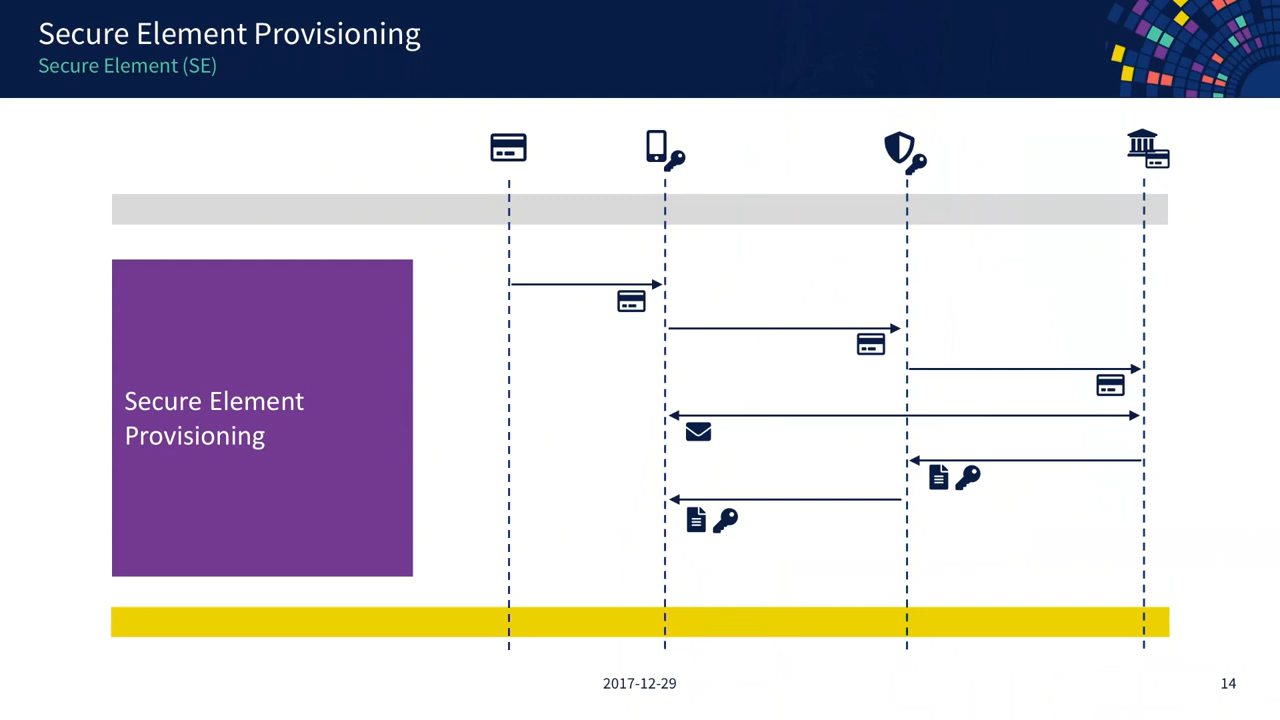 Secure Element Provisioning
Secure Element (SE)
Secure Element
Provisioning
2017-12-29
14